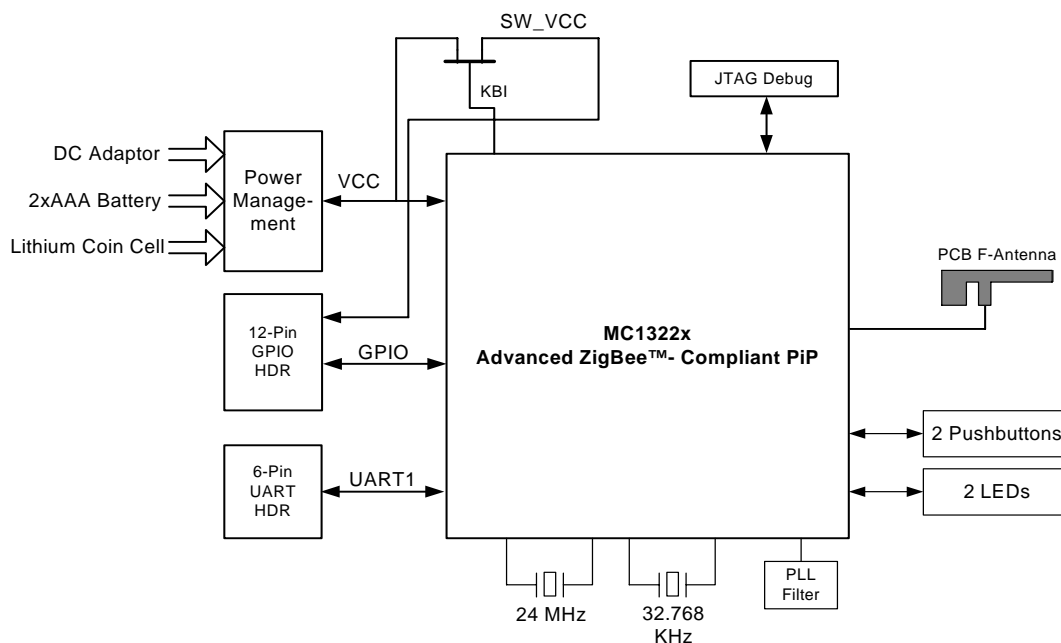 SW_VCC
KBI
JTAG Debug
DC Adaptor
2xAAA Battery
Lithium Coin Cell
Power
Manage-
ment
VCC
PCB F-Antenna
12-Pin
GPIO
HDR
GPIO
MC1322x
Advanced ZigBee™- Compliant PiP
2 Pushbuttons
2 LEDs
6-Pin
UART
HDR
UART1
24 MHz
32.768
KHz
PLL
Filter